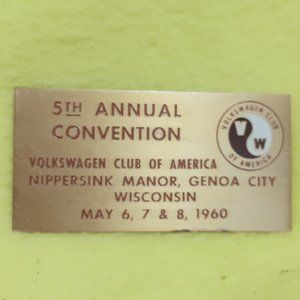 5TH ANNUAL
CONVENTION
VOLKSWAGEN CLUB OF AMERICA
NIPPERSINK MANOR, GENOA CITY
WISCONSIN
MAY 6, 7 & 8, 1960
VOLKSWAGEN CLUB
V W
OF AMERICA